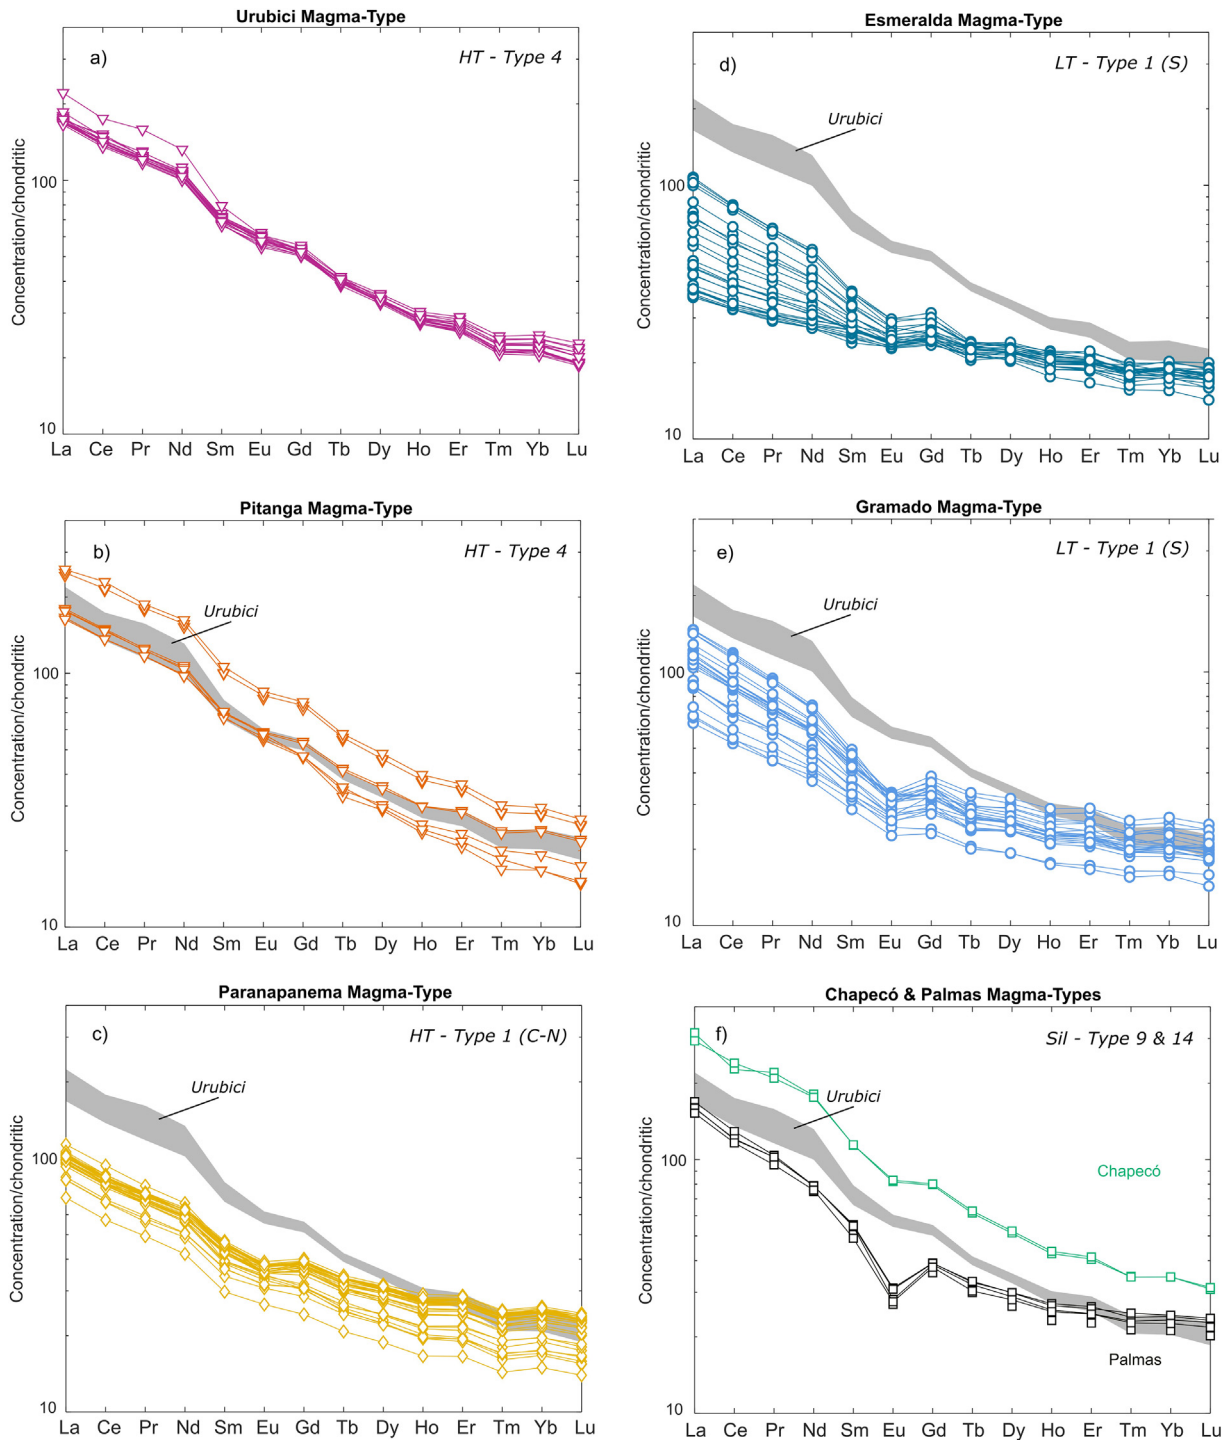 Urubici Magma-Type
a)
HT - Type 4
Concentration/chondritic
100
10
La Ce Pr Nd Sm Eu Gd Tb Dy Ho Er Tm Yb Lu
Esmeralda Magma-Type
d)
LT - Type 1 (S)
Urubici
Concentration/chondritic
100
10
La Ce Pr Nd Sm Eu Gd Tb Dy Ho Er Tm Yb Lu
Pitanga Magma-Type
b)
HT - Type 4
Urubici
Concentration/chondritic
100
10
La Ce Pr Nd Sm Eu Gd Tb Dy Ho Er Tm Yb Lu
Gramado Magma-Type
e)
LT - Type 1 (S)
Urubici
Concentration/chondritic
100
10
La Ce Pr Nd Sm Eu Gd Tb Dy Ho Er Tm Yb Lu
Paranapanema Magma-Type
c)
HT - Type 1 (C-N)
Urubici
Concentration/chondritic
100
10
La Ce Pr Nd Sm Eu Gd Tb Dy Ho Er Tm Yb Lu
Chapecó & Palmas Magma-Types
f)
Sil - Type 9 & 14
Urubici
Concentration/chondritic
100
Chapecó
Palmas
10
La Ce Pr Nd Sm Eu Gd Tb Dy Ho Er Tm Yb Lu